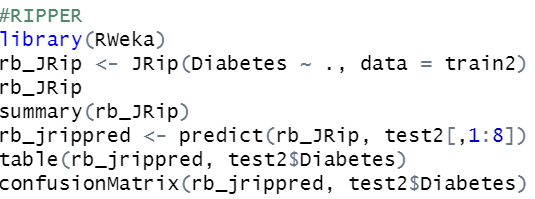 #RIPPER
library(RWeka)
rb_JRip <- JRip(Diabetes ~ ., data = train2)
rb_JRip
summary(rb_JRip)
rb_jrippred <- predict(rb_JRip, test2[,1:8])
table(rb_jrippred, test2$Diabetes)
confusionMatrix(rb_jrippred, test2$Diabetes)